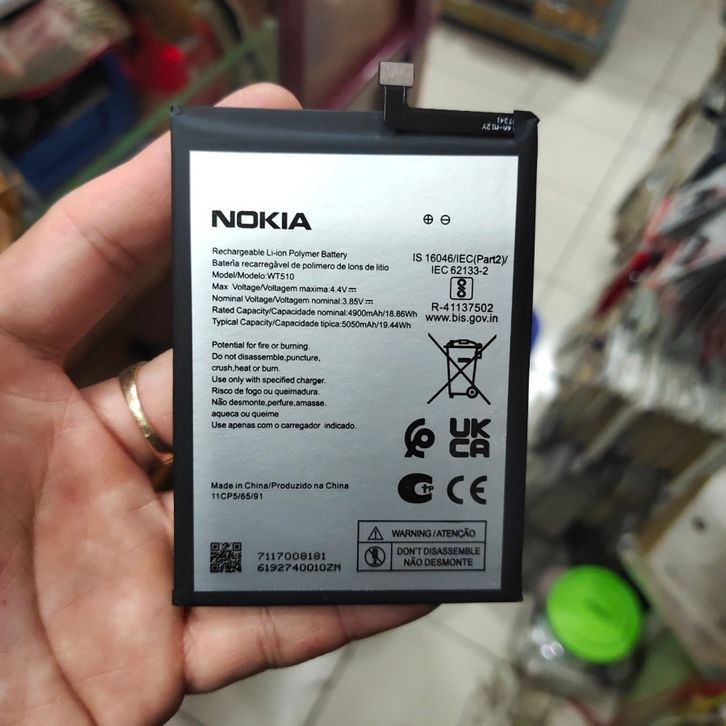 NOKIA
⊕ ⊖
Rechargeable Li-ion Polymer Battery
Bateria recarregável de polimero de Ions de litio
Model/Modelo:WT510
Max Voltage/Voltagem maxima:4.4V⎓
Nominal Voltage/Voltagem nominal:3.85V⎓
Rated Capacity/Capacidade nominal:4900mAh/18.86Wh
Typical Capacity/Capacidade típica:5050mAh/19.44Wh
IS 16046/IEC(Part2)/
IEC 62133-2
R-41137502
www.bis.gov.in
Potential for fire or burning.
Do not disassemble,puncture,
crush,heat or burn.
Use only with specified charger.
Risco de fogo ou queimadura.
Não desmonte,perfure,amasse.
aqueca ou queime
Use apenas com o carregador indicado.
UK
CA
CE
Made in China/Produzido na China
11CP5/65/91
7117008181
6192740010ZM
WARNING/ATENÇÃO
DON'T DISASSEMBLE
NÃO DESMONTE